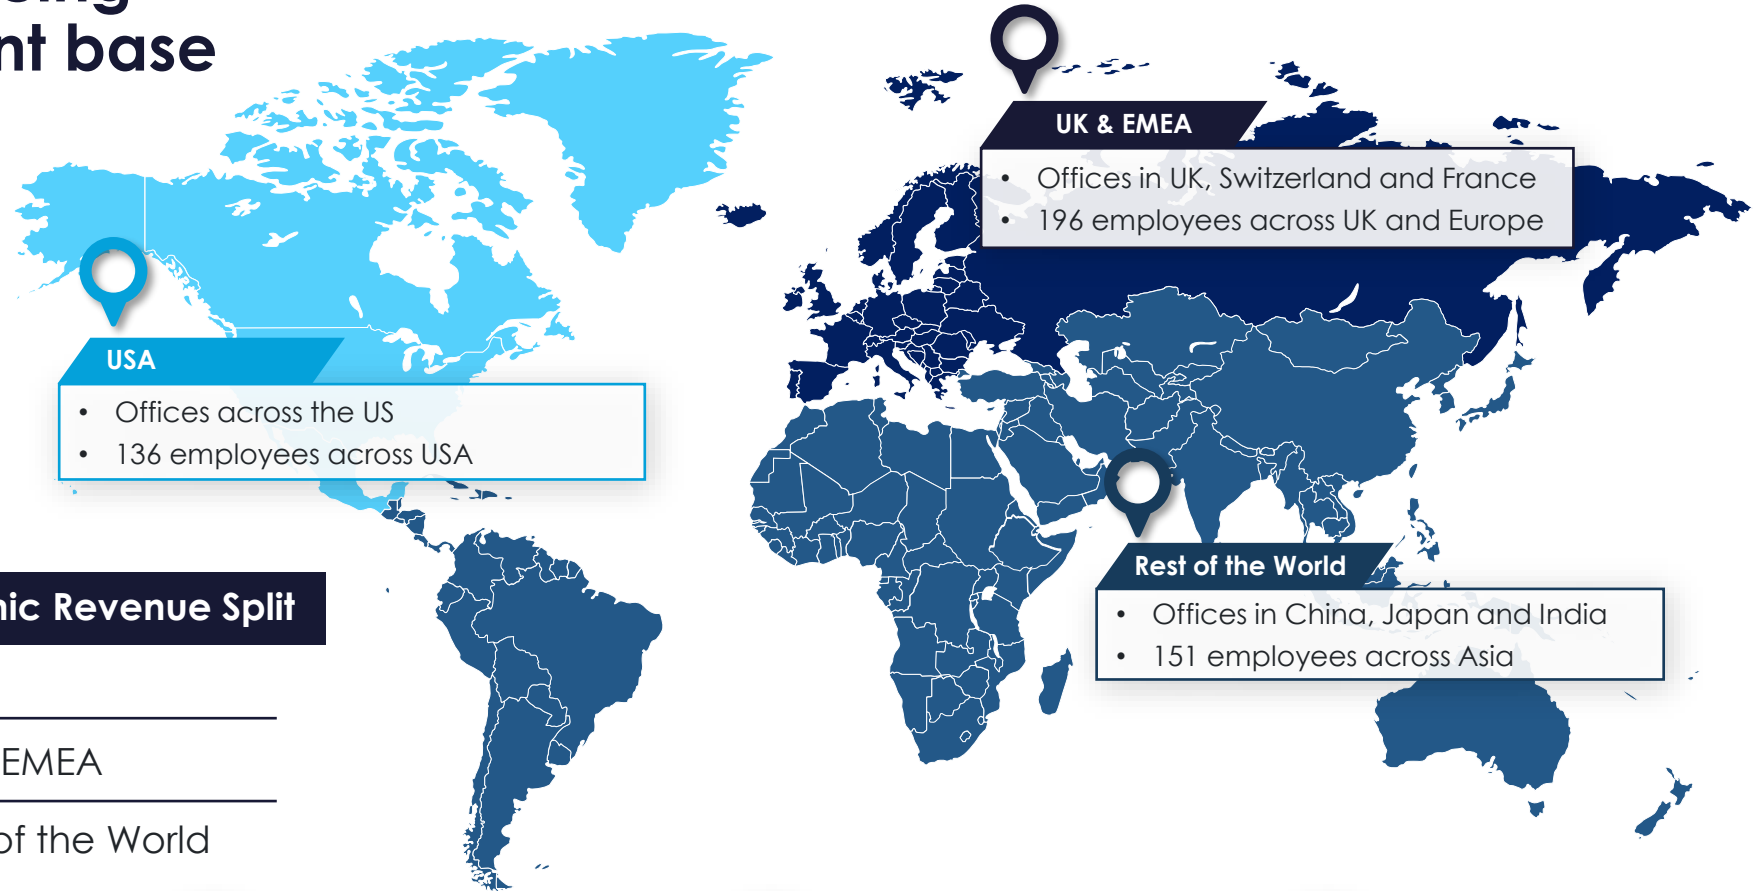 nt base
UK & EMEA
• Offices in UK, Switzerland and France
• 196 employees across UK and Europe
USA
• Offices across the US
• 136 employees across USA
Rest of the World
• Offices in China, Japan and India
• 151 employees across Asia
nic Revenue Split
EMEA
of the World